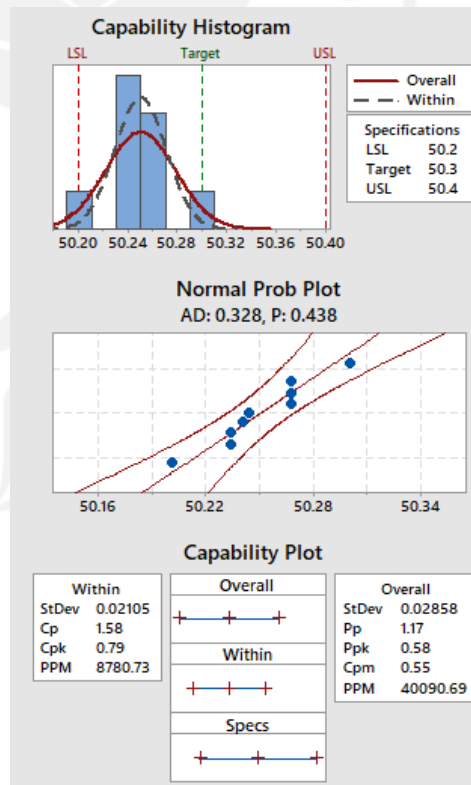 Capability Histogram
LSL Target USL
Overall
Within
Specifications
LSL 50.2
Target 50.3
USL 50.4
50.20 50.24 50.28 50.32 50.36 50.40
Normal Prob Plot
AD: 0.328, P: 0.438
50.16 50.22 50.28 50.34
Capability Plot
Within
StDev 0.02105
Cp 1.58
Cpk 0.79
PPM 8780.73
Overall
Within
Specs
Overall
StDev 0.02858
Pp 1.17
Ppk 0.58
Cpm 0.55
PPM 40090.69